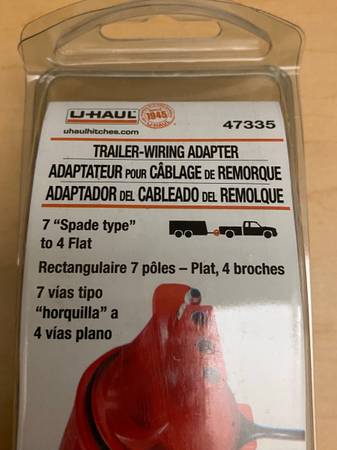 U-HAUL
1945
U-HAUL
uhaulhitches.com
47335
TRAILER-WIRING ADAPTER
ADAPTATEUR POUR CÂBLAGE DE REMORQUE
ADAPTADOR DEL CABLEADO DEL REMOLQUE
7 “Spade type”
to 4 Flat
Rectangulaire 7 pôles – Plat, 4 broches
7 vías tipo
“horquilla” a
4 vías plano